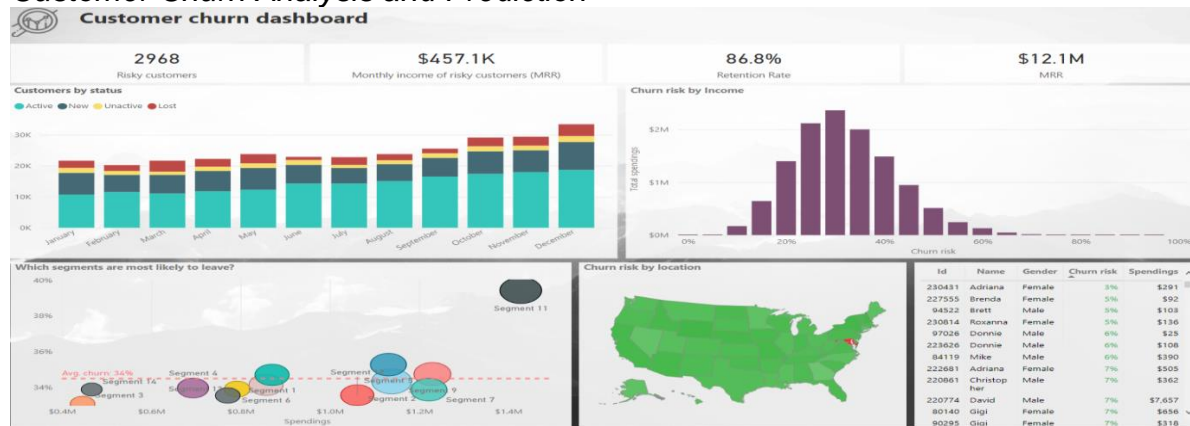 Customer Churn Analysis and Prediction
Customer churn dashboard
2968
Risky customers
$457.1K
Monthly income of risky customers (MRR)
86.8%
Retention Rate
$12.1M
MRR
Customers by status
Active New Unactive Lost
30K
20K
10K
0K
January February March April May June July August September October November December
Churn risk by Income
Total spendings
$2M
$1M
$0M
0% 20% 40% 60% 80% 100%
Churn risk
Which segments are most likely to leave?
40%
38%
36%
34%
Segment 11
Avg. churn: 34%
Segment 14
Segment 4
Segment 3
Segment 1
Segment 6
Segment 2
Segment 9
Segment 7
$0.4M $0.6M $0.8M $1.0M $1.2M $1.4M
Spendings
Churn risk by location
Id Name Gender Churn risk Spendings
230431 Adriana Female 3% $291
227555 Brenda Female 5% $92
94522 Brett Male 5% $103
230814 Roxanna Female 5% $136
97026 Donnie Male 6% $25
223626 Donnie Male 6% $108
84119 Mike Male 6% $390
222681 Adriana Female 7% $505
220861 Christop Male 7% $362
her
220774 David Male 7% $7,657
80140 Gigi Female 7% $656
90295 Gigi Female 7% $318